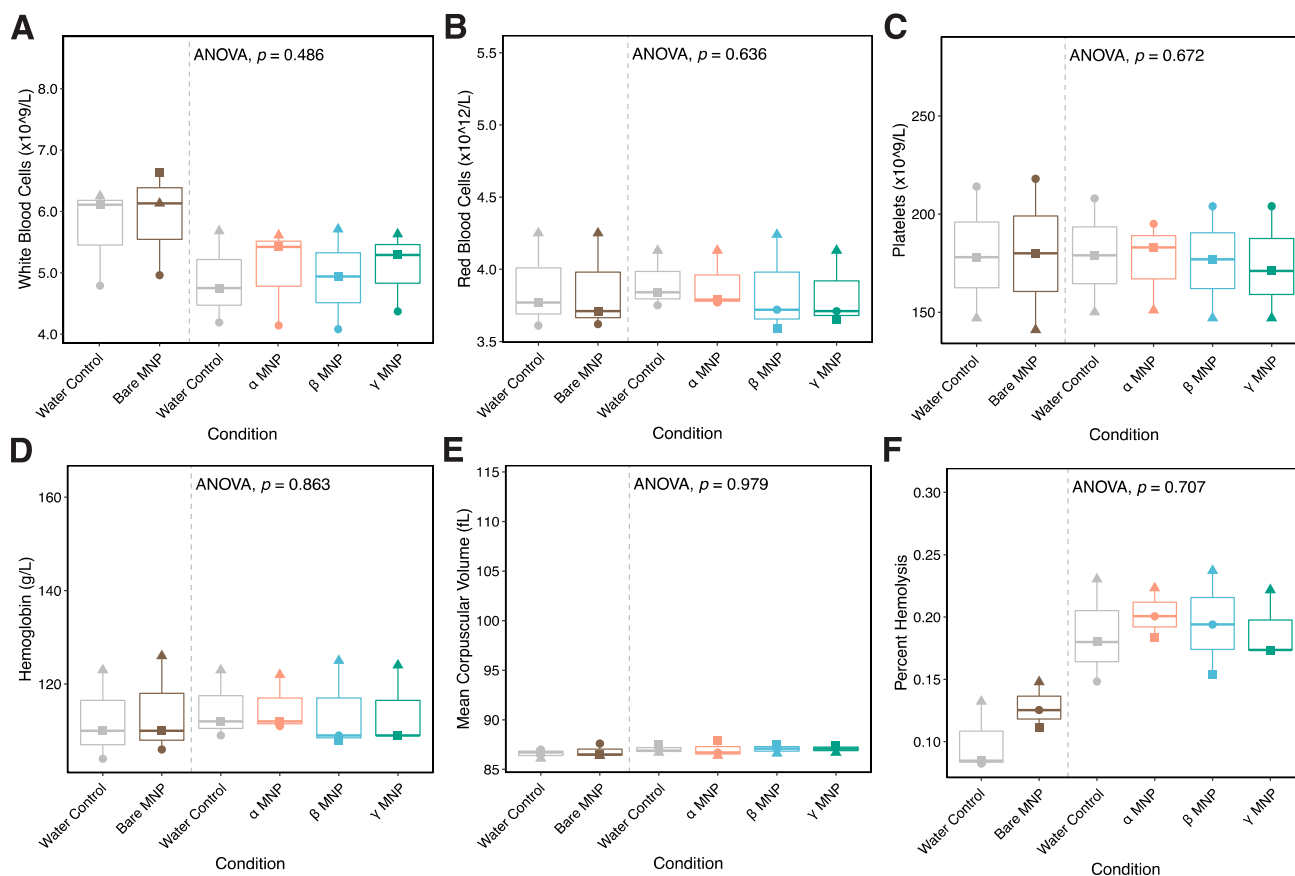 A
ANOVA, p = 0.486
White Blood Cells (x10^9/L)
8.0
7.0
6.0
5.0
4.0
Water Control
Bare MNP
Water Control
α MNP
β MNP
γ MNP
Condition
B
ANOVA, p = 0.636
Red Blood Cells (x10^12/L)
5.5
5.0
4.5
4.0
3.5
Water Control
Bare MNP
Water Control
α MNP
β MNP
γ MNP
Condition
C
ANOVA, p = 0.672
Platelets (x10^9/L)
250
200
150
Water Control
Bare MNP
Water Control
α MNP
β MNP
γ MNP
Condition
D
ANOVA, p = 0.863
Hemoglobin (g/L)
160
140
120
Water Control
Bare MNP
Water Control
α MNP
β MNP
γ MNP
Condition
E
ANOVA, p = 0.979
Mean Corpuscular Volume (fL)
115
110
105
100
95
90
85
Water Control
Bare MNP
Water Control
α MNP
β MNP
γ MNP
Condition
F
ANOVA, p = 0.707
Percent Hemolysis
0.30
0.25
0.20
0.15
0.10
Water Control
Bare MNP
Water Control
α MNP
β MNP
γ MNP
Condition